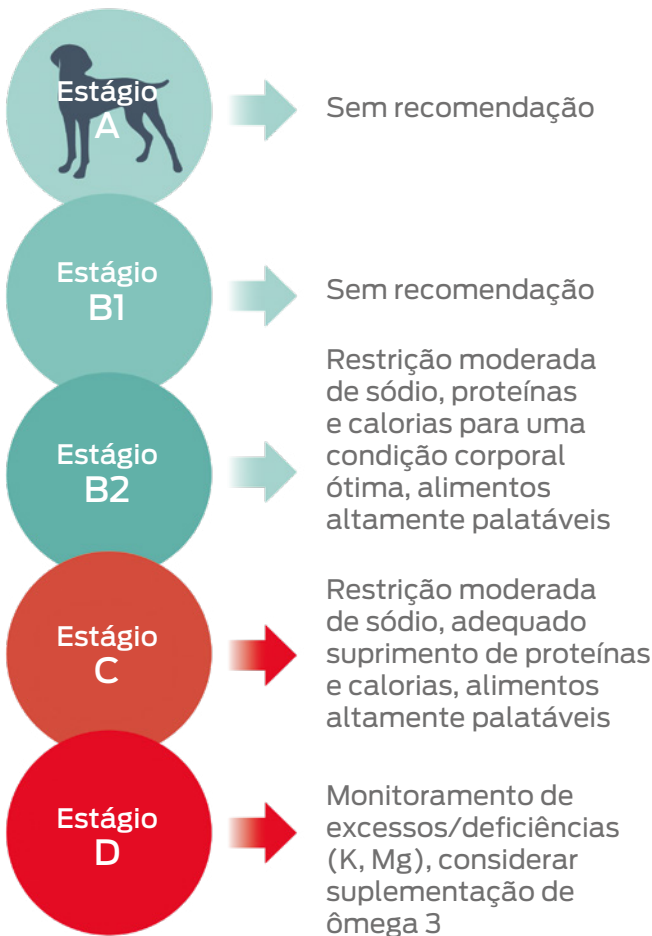 Estágio
A
Sem recomendação
Estágio
B1
Sem recomendação
Estágio
B2
Restrição moderada
de sódio, proteínas
e calorias para uma
condição corporal
ótima, alimentos
altamente palatáveis
Estágio
C
Restrição moderada
de sódio, adequado
suprimento de proteínas
e calorias, alimentos
altamente palatáveis
Estágio
D
Monitoramento de
excessos/deficiências
(K, Mg), considerar
suplementação de
ômega 3